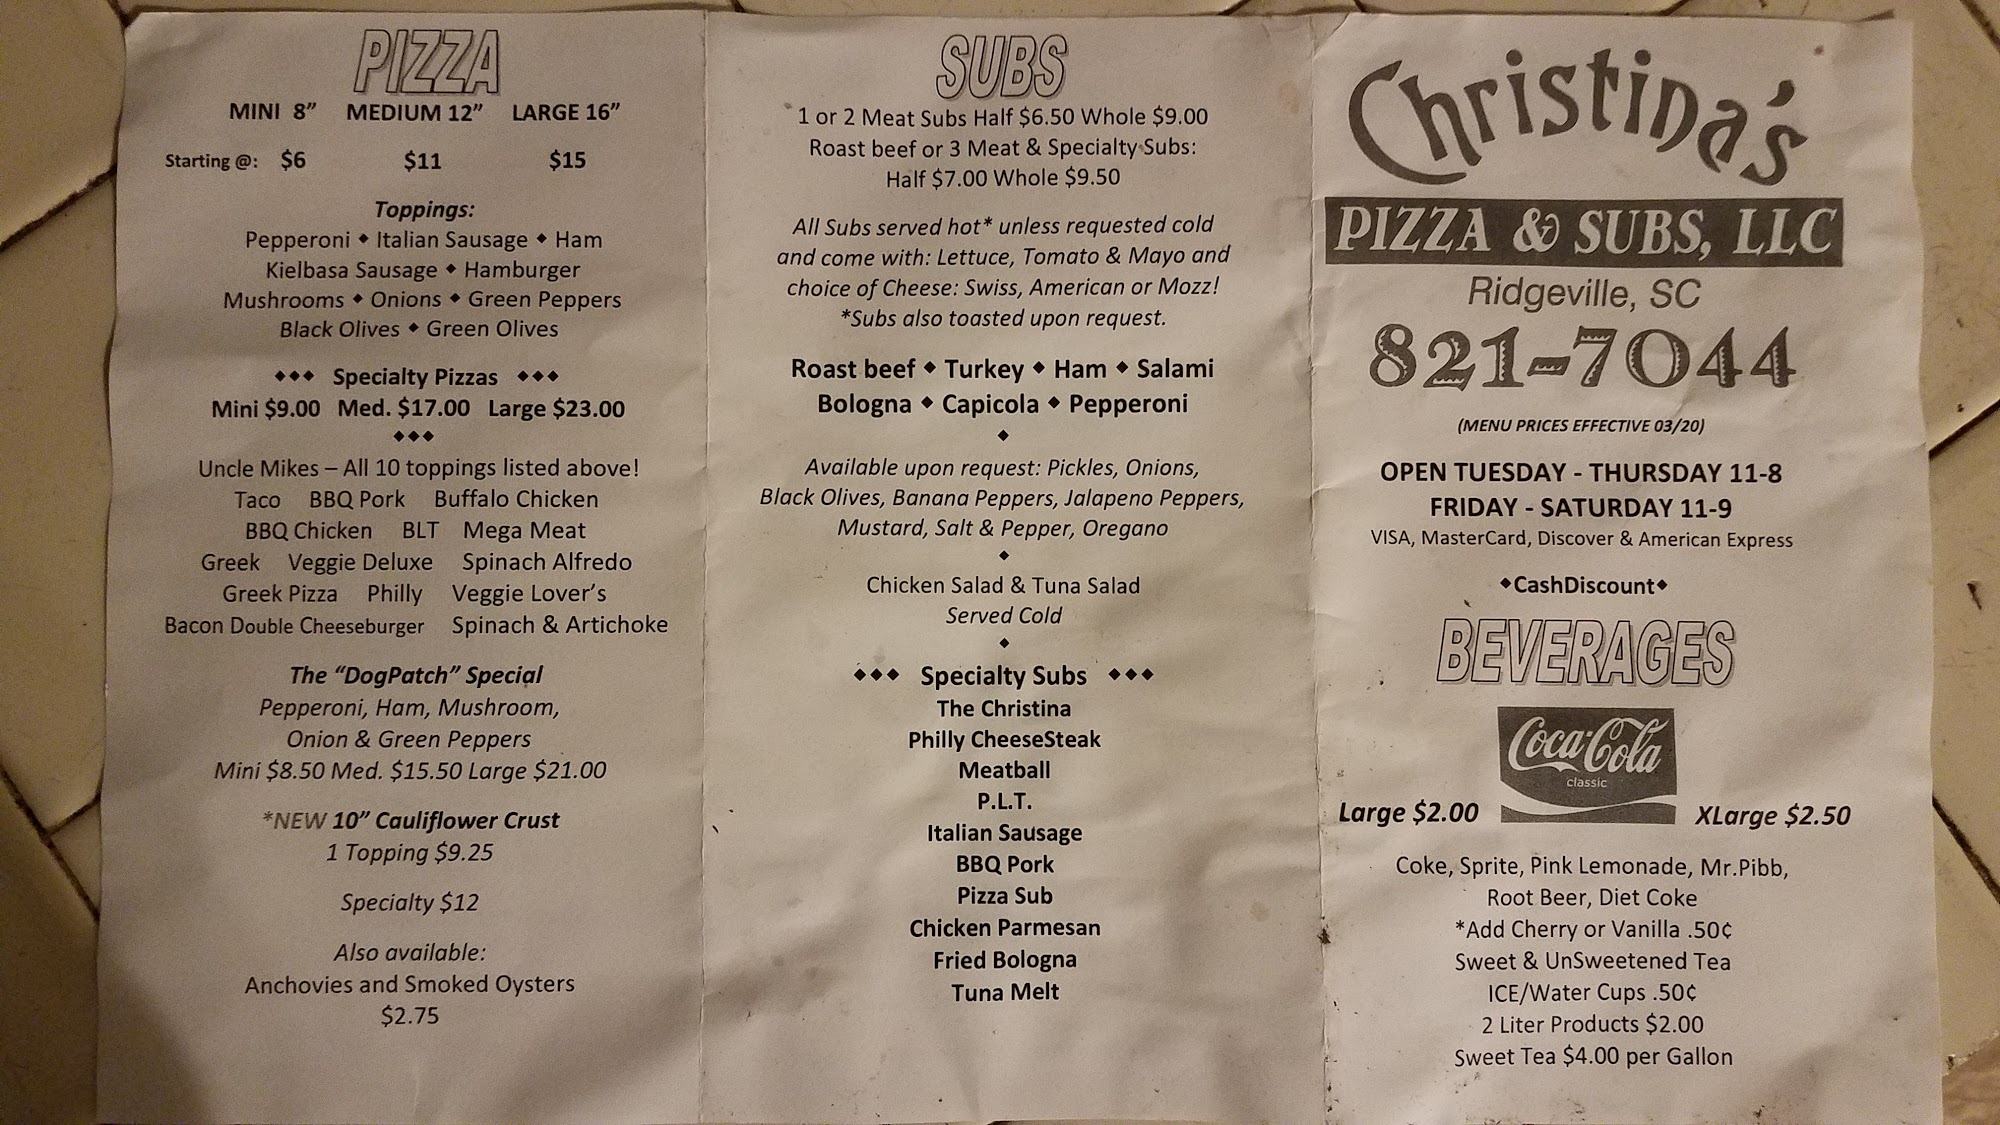 PIZZA
MINI 8” MEDIUM 12” LARGE 16”
Starting @: $6 $11 $15
Toppings:
Pepperoni ◆ Italian Sausage ◆ Ham
Kielbasa Sausage ◆ Hamburger
Mushrooms ◆ Onions ◆ Green Peppers
Black Olives ◆ Green Olives
◆◆◆ Specialty Pizzas ◆◆◆
Mini $9.00 Med. $17.00 Large $23.00
◆◆◆
Uncle Mikes – All 10 toppings listed above!
Taco BBQ Pork Buffalo Chicken
BBQ Chicken BLT Mega Meat
Greek Veggie Deluxe Spinach Alfredo
Greek Pizza Philly Veggie Lover’s
Bacon Double Cheeseburger Spinach & Artichoke
The “DogPatch” Special
Pepperoni, Ham, Mushroom,
Onion & Green Peppers
Mini $8.50 Med. $15.50 Large $21.00
*NEW 10” Cauliflower Crust
1 Topping $9.25
Specialty $12
Also available:
Anchovies and Smoked Oysters
$2.75
SUBS
1 or 2 Meat Subs Half $6.50 Whole $9.00
Roast beef or 3 Meat & Specialty Subs:
Half $7.00 Whole $9.50
All Subs served hot* unless requested cold
and come with: Lettuce, Tomato & Mayo and
choice of Cheese: Swiss, American or Mozz!
*Subs also toasted upon request.
Roast beef ◆ Turkey ◆ Ham ◆ Salami
Bologna ◆ Capicola ◆ Pepperoni
◆
Available upon request: Pickles, Onions,
Black Olives, Banana Peppers, Jalapeno Peppers,
Mustard, Salt & Pepper, Oregano
◆
Chicken Salad & Tuna Salad
Served Cold
◆
◆◆◆ Specialty Subs ◆◆◆
The Christina
Philly CheeseSteak
Meatball
P.L.T.
Italian Sausage
BBQ Pork
Pizza Sub
Chicken Parmesan
Fried Bologna
Tuna Melt
Christina's
PIZZA & SUBS, LLC
Ridgeville, SC
821-7044
(MENU PRICES EFFECTIVE 03/20)
OPEN TUESDAY - THURSDAY 11-8
FRIDAY - SATURDAY 11-9
VISA, MasterCard, Discover & American Express
◆CashDiscount◆
BEVERAGES
Coca-Cola
classic
Large $2.00 XLarge $2.50
Coke, Sprite, Pink Lemonade, Mr.Pibb,
Root Beer, Diet Coke
*Add Cherry or Vanilla .50¢
Sweet & UnSweetened Tea
ICE/Water Cups .50¢
2 Liter Products $2.00
Sweet Tea $4.00 per Gallon